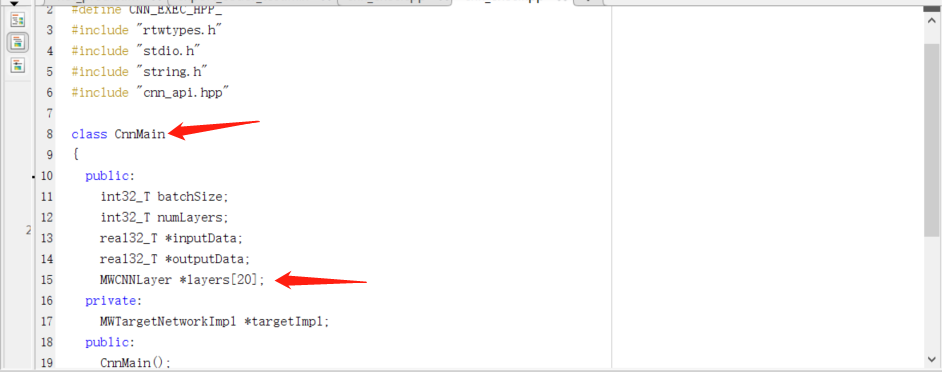 2 #define CNN_EXEC_HPP_
3 #include "rtwtypes.h"
4 #include "stdio.h"
5 #include "string.h"
6 #include "cnn_api.hpp"
7
8 class CnnMain
9 {
10 public:
11 int32_T batchSize;
12 int32_T numLayers;
13 real32_T *inputData;
14 real32_T *outputData;
15 MWCNNLayer *layers[20];
16 private:
17 MWTargetNetworkImpl *targetImpl;
18 public:
19 CnnMain();
2